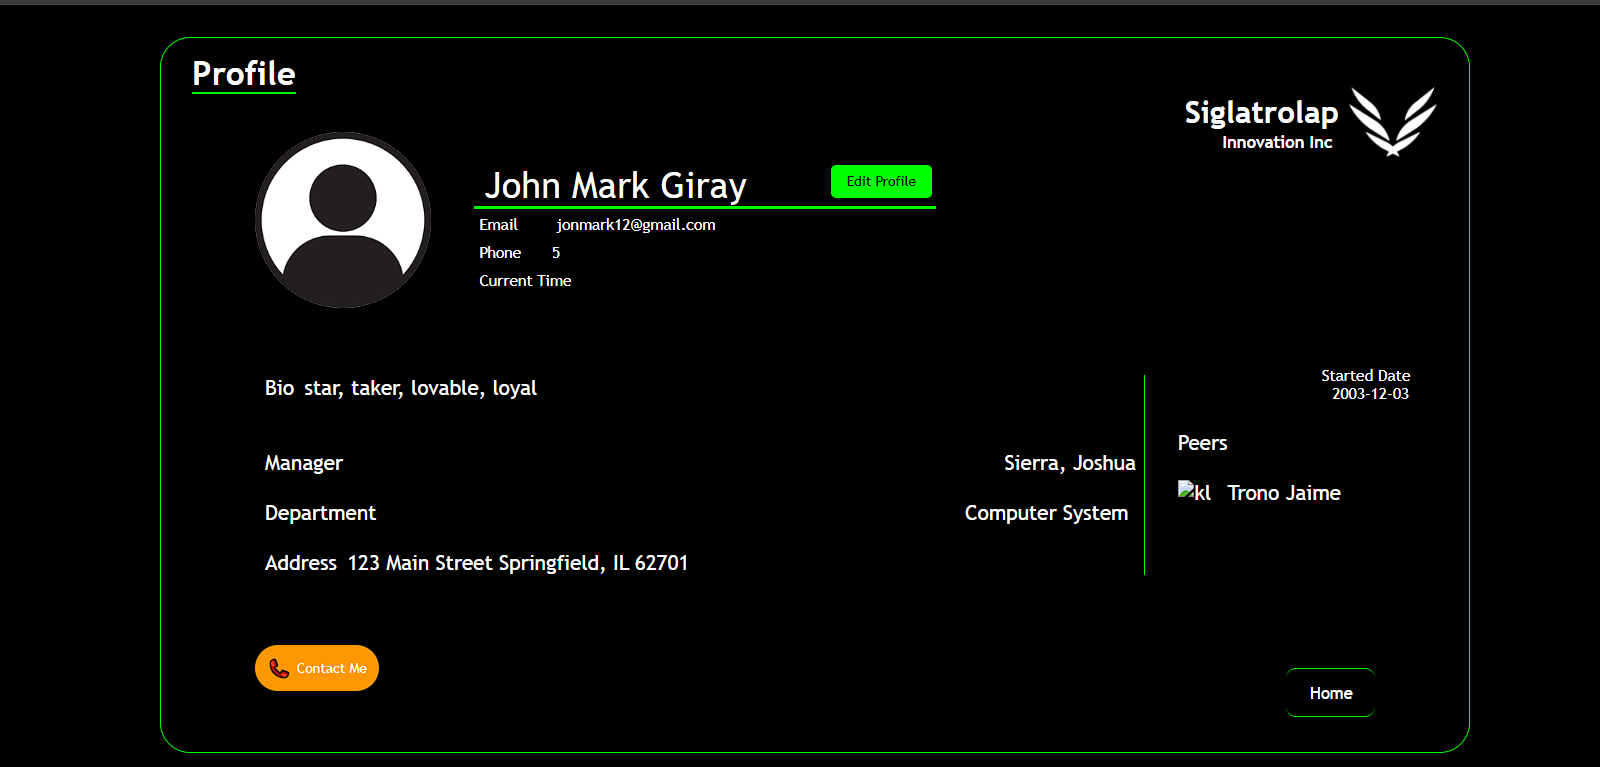 Profile
Siglatrolap
Innovation Inc
John Mark Giray
Edit Profile
Email jonmark12@gmail.com
Phone 5
Current Time
Bio star, taker, lovable, loyal
Started Date
2003-12-03
Peers
Manager Sierra, Joshua
kl Trono Jaime
Department Computer System
Address 123 Main Street Springfield, IL 62701
Contact Me
Home